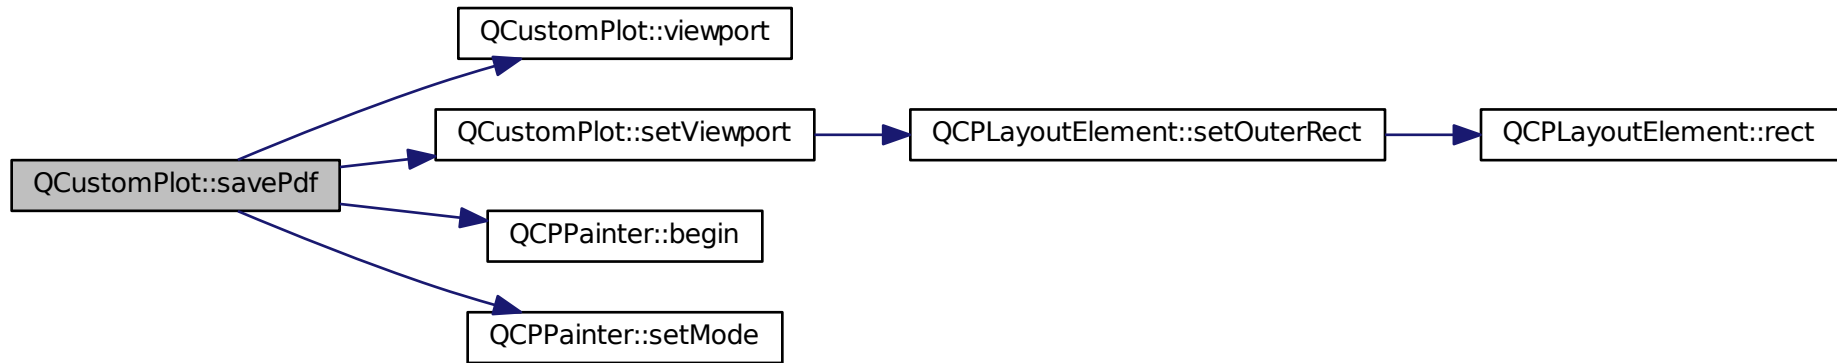 QCustomPlot::viewport
QCustomPlot::setViewport
QCPLayoutElement::setOuterRect
QCPLayoutElement::rect
QCustomPlot::savePdf
QCPPainter::begin
QCPPainter::setMode